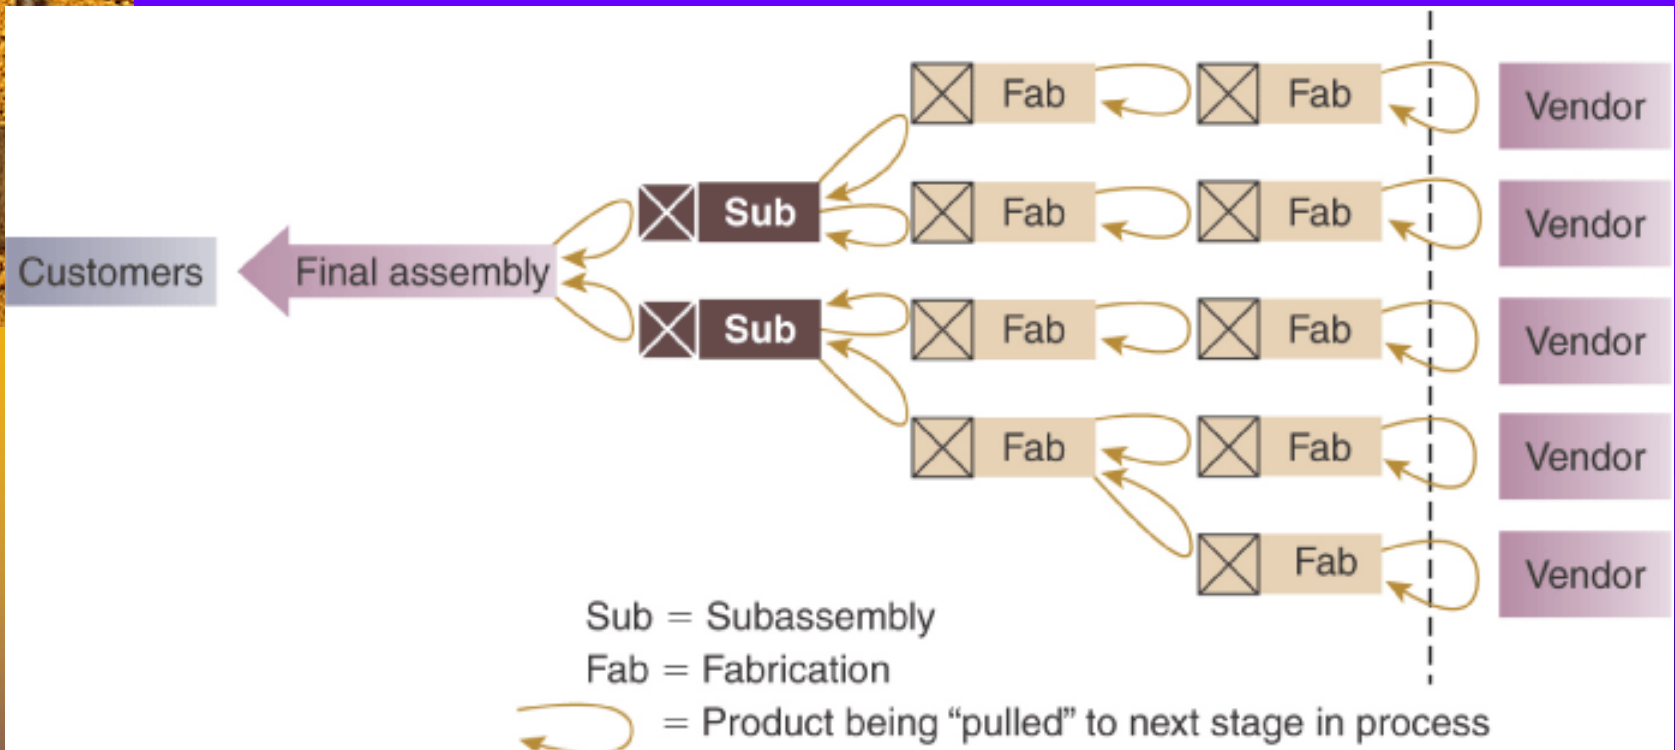 Fab Fab Vendor
Sub Fab Fab Vendor
Customers Final assembly
Sub Fab Fab Vendor
Fab Fab Vendor
Fab Vendor
Sub = Subassembly
Fab = Fabrication
= Product being “pulled” to next stage in process